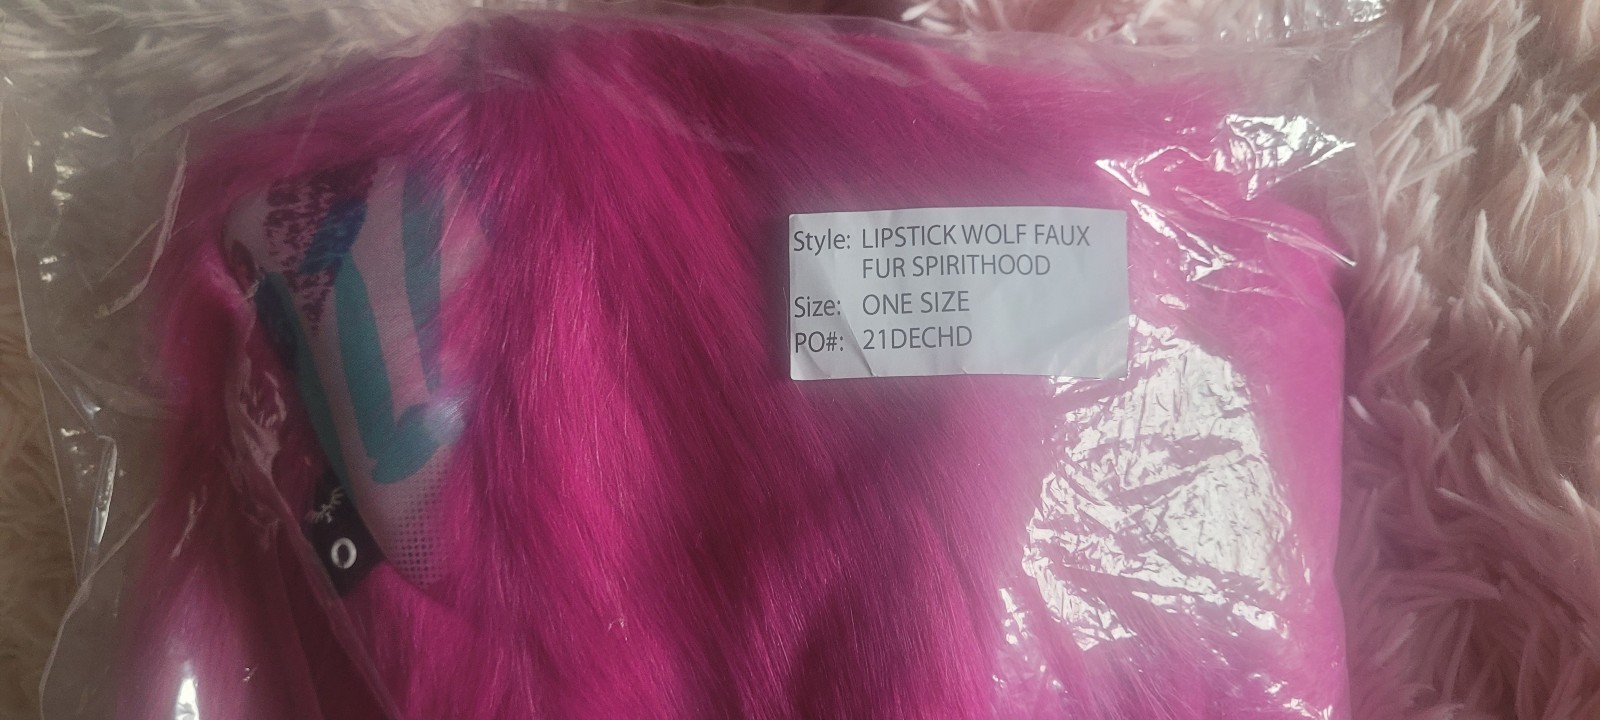 Style: LIPSTICK WOLF FAUX
FUR SPIRITHOOD
Size: ONE SIZE
PO#: 21DECHD